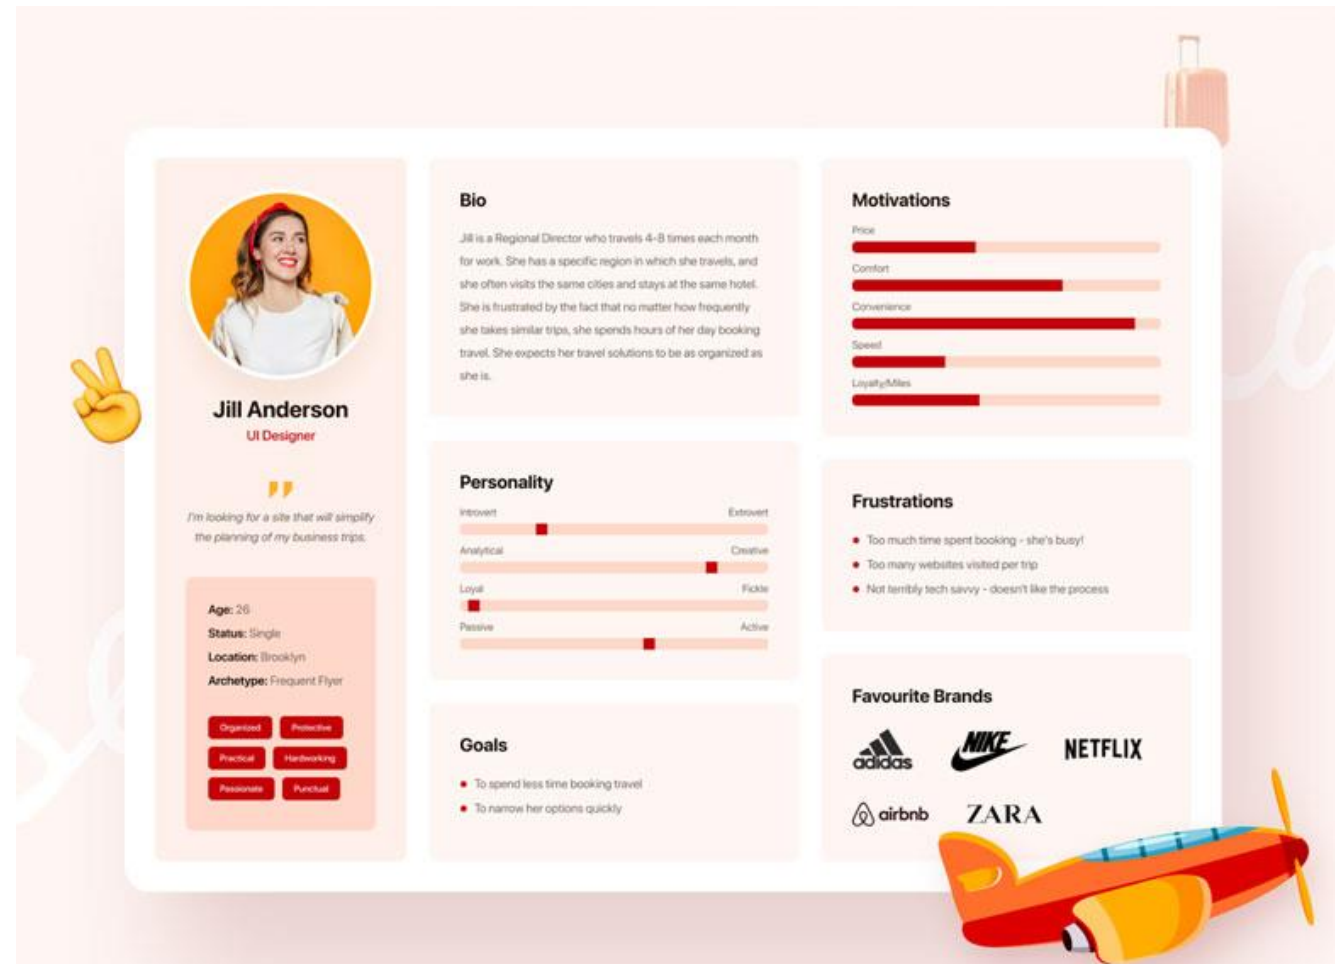 Jill Anderson
UI Designer
I'm looking for a site that will simplify
the planning of my business trips.
Age: 26
Status: Single
Location: Brooklyn
Archetype: Frequent Flyer
Organized
Protective
Practical
Hardworking
Passionate
Punctual
Bio
Jill is a Regional Director who travels 4-8 times each month
for work. She has a specific region in which she travels, and
she often visits the same cities and stays at the same hotel.
She is frustrated by the fact that no matter how frequently
she takes similar trips, she spends hours of her day booking
travel. She expects her travel solutions to be as organized as
she is.
Personality
Introvert Extrovert
Analytical Creative
Loyal Fickle
Passive Active
Goals
To spend less time booking travel
To narrow her options quickly
Motivations
Price
Comfort
Convenience
Speed
Loyalty/Miles
Frustrations
Too much time spent booking - she's busy!
Too many websites visited per trip
Not terribly tech savvy - doesn't like the process
Favourite Brands
adidas NIKE NETFLIX
airbnb ZARA